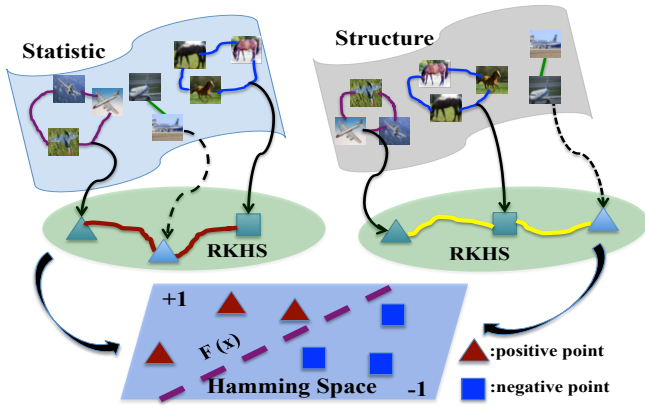 Statistic
Structure
RKHS
RKHS
+1
F (x)
Hamming Space
-1
:positive point
:negative point